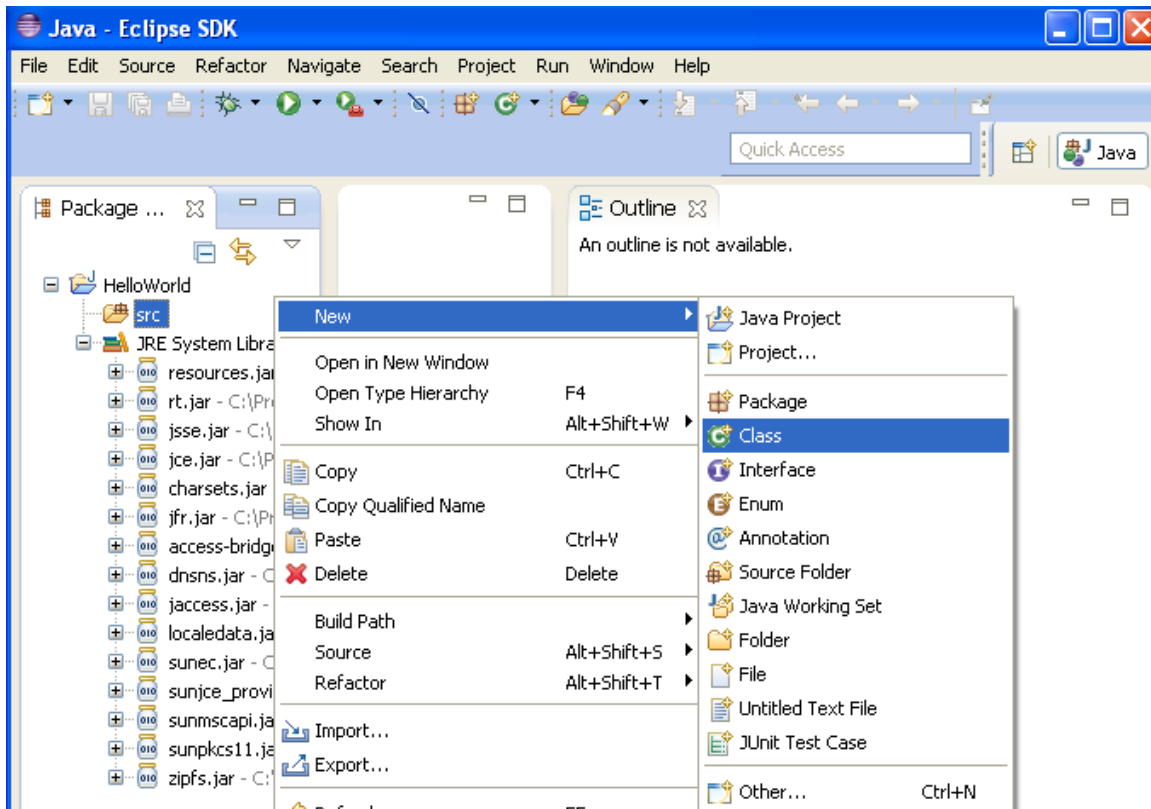 Java - Eclipse SDK
File Edit Source Refactor Navigate Search Project Run Window Help
Quick Access
Java
Package ...
Outline
An outline is not available.
HelloWorld
src
JRE System Libra
resources.jar
rt.jar - C:\Pr
jsse.jar - C:\
jce.jar - C:\P
charsets.jar
jfr.jar - C:\Pr
access-bridg
dnsns.jar - C
jaccess.jar -
localedata.ja
sunec.jar - C
sunjce_provi
sunmscapi.ja
sunpkcs11.ja
zipfs.jar - C:\
New
Open in New Window
Open Type Hierarchy F4
Show In Alt+Shift+W
Copy Ctrl+C
Copy Qualified Name
Paste Ctrl+V
Delete Delete
Build Path
Source Alt+Shift+S
Refactor Alt+Shift+T
Import...
Export...
Java Project
Project...
Package
Class
Interface
Enum
Annotation
Source Folder
Java Working Set
Folder
File
Untitled Text File
JUnit Test Case
Other... Ctrl+N